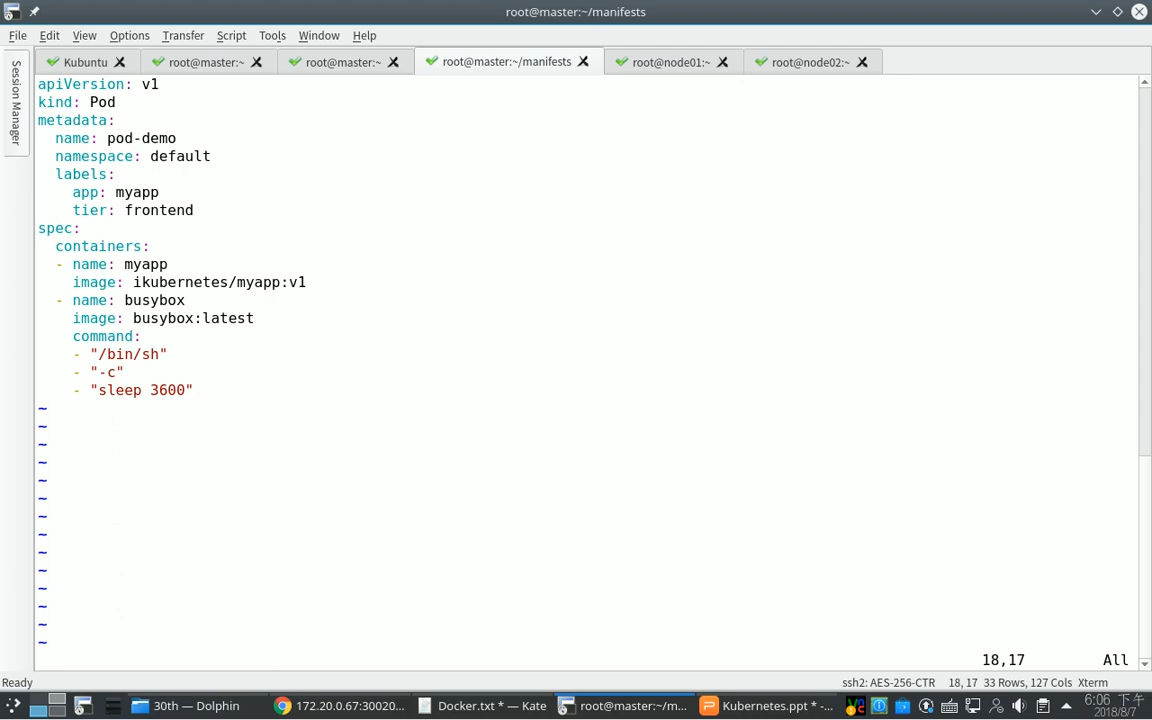 root@master:~/manifests
File Edit View Options Transfer Script Tools Window Help
Kubuntu root@master:~ root@master:~ root@master:~/manifests root@node01:~ root@node02:~
Session Manager
apiVersion: v1
kind: Pod
metadata:
  name: pod-demo
  namespace: default
  labels:
    app: myapp
    tier: frontend
spec:
  containers:
  - name: myapp
    image: ikubernetes/myapp:v1
  - name: busybox
    image: busybox:latest
    command:
    - "/bin/sh"
    - "-c"
    - "sleep 3600"
~
~
~
~
~
~
~
~
~
~
~
~
~
~
18,17 All
Ready ssh2: AES-256-CTR 18, 17 33 Rows, 127 Cols Xterm
30th — Dolphin 172.20.0.67:30020... Docker.txt * — Kate root@master:~/m... Kubernetes.ppt * -... 6:06 下午
2018/8/7